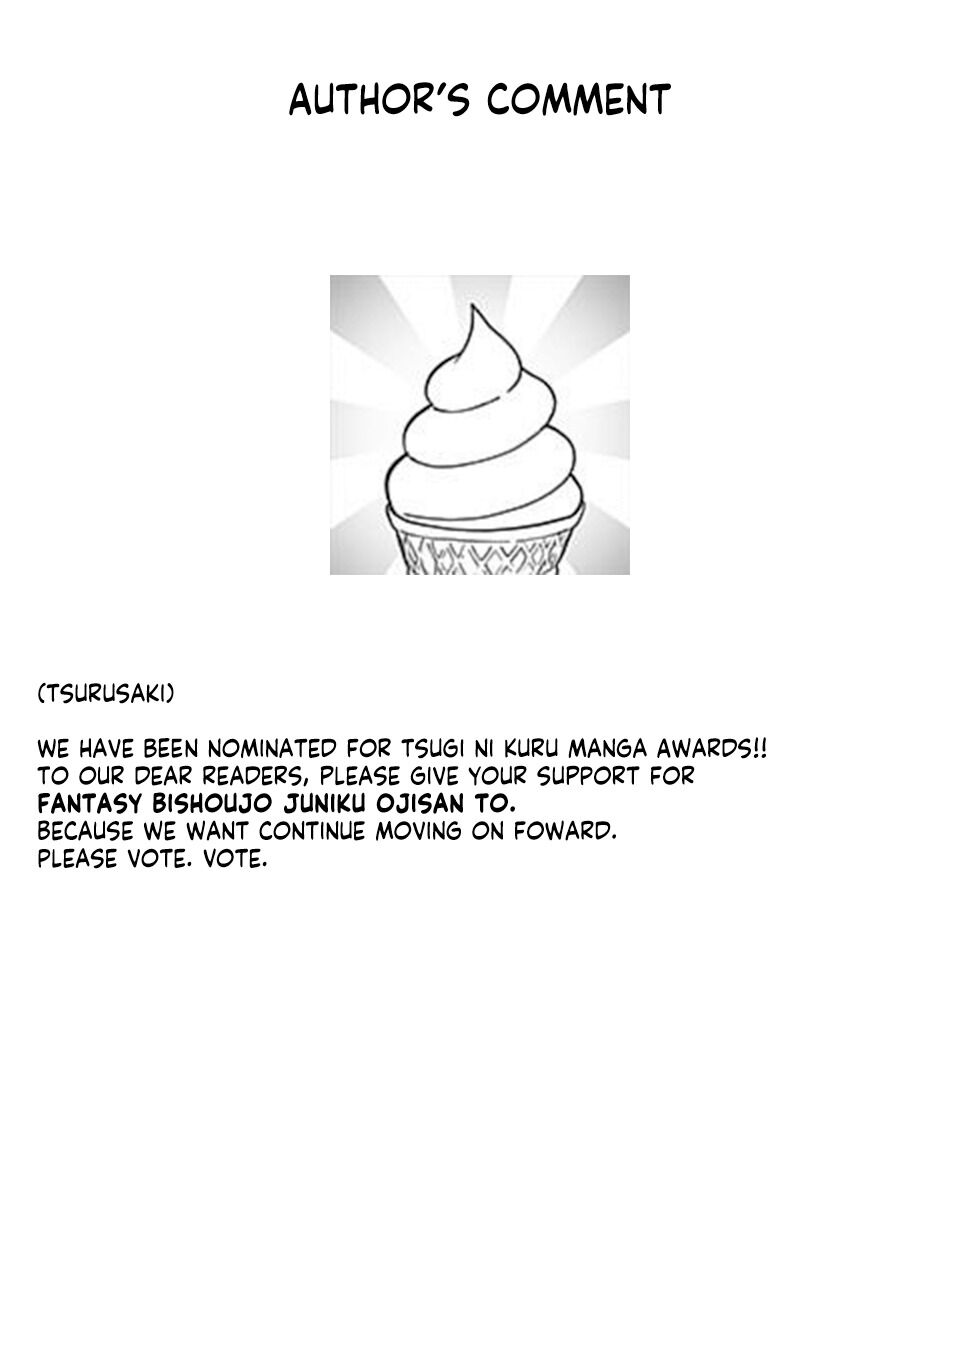 AUTHOR'S COMMENT
(TSURUSAKI)
WE HAVE BEEN NOMINATED FOR TSUGI NI KURU MANGA AWARDS!!
TO OUR DEAR READERS, PLEASE GIVE YOUR SUPPORT FOR
FANTASY BISHOUJO JUNIKU OJISAN TO.
BECAUSE WE WANT CONTINUE MOVING ON FOWARD.
PLEASE VOTE. VOTE.